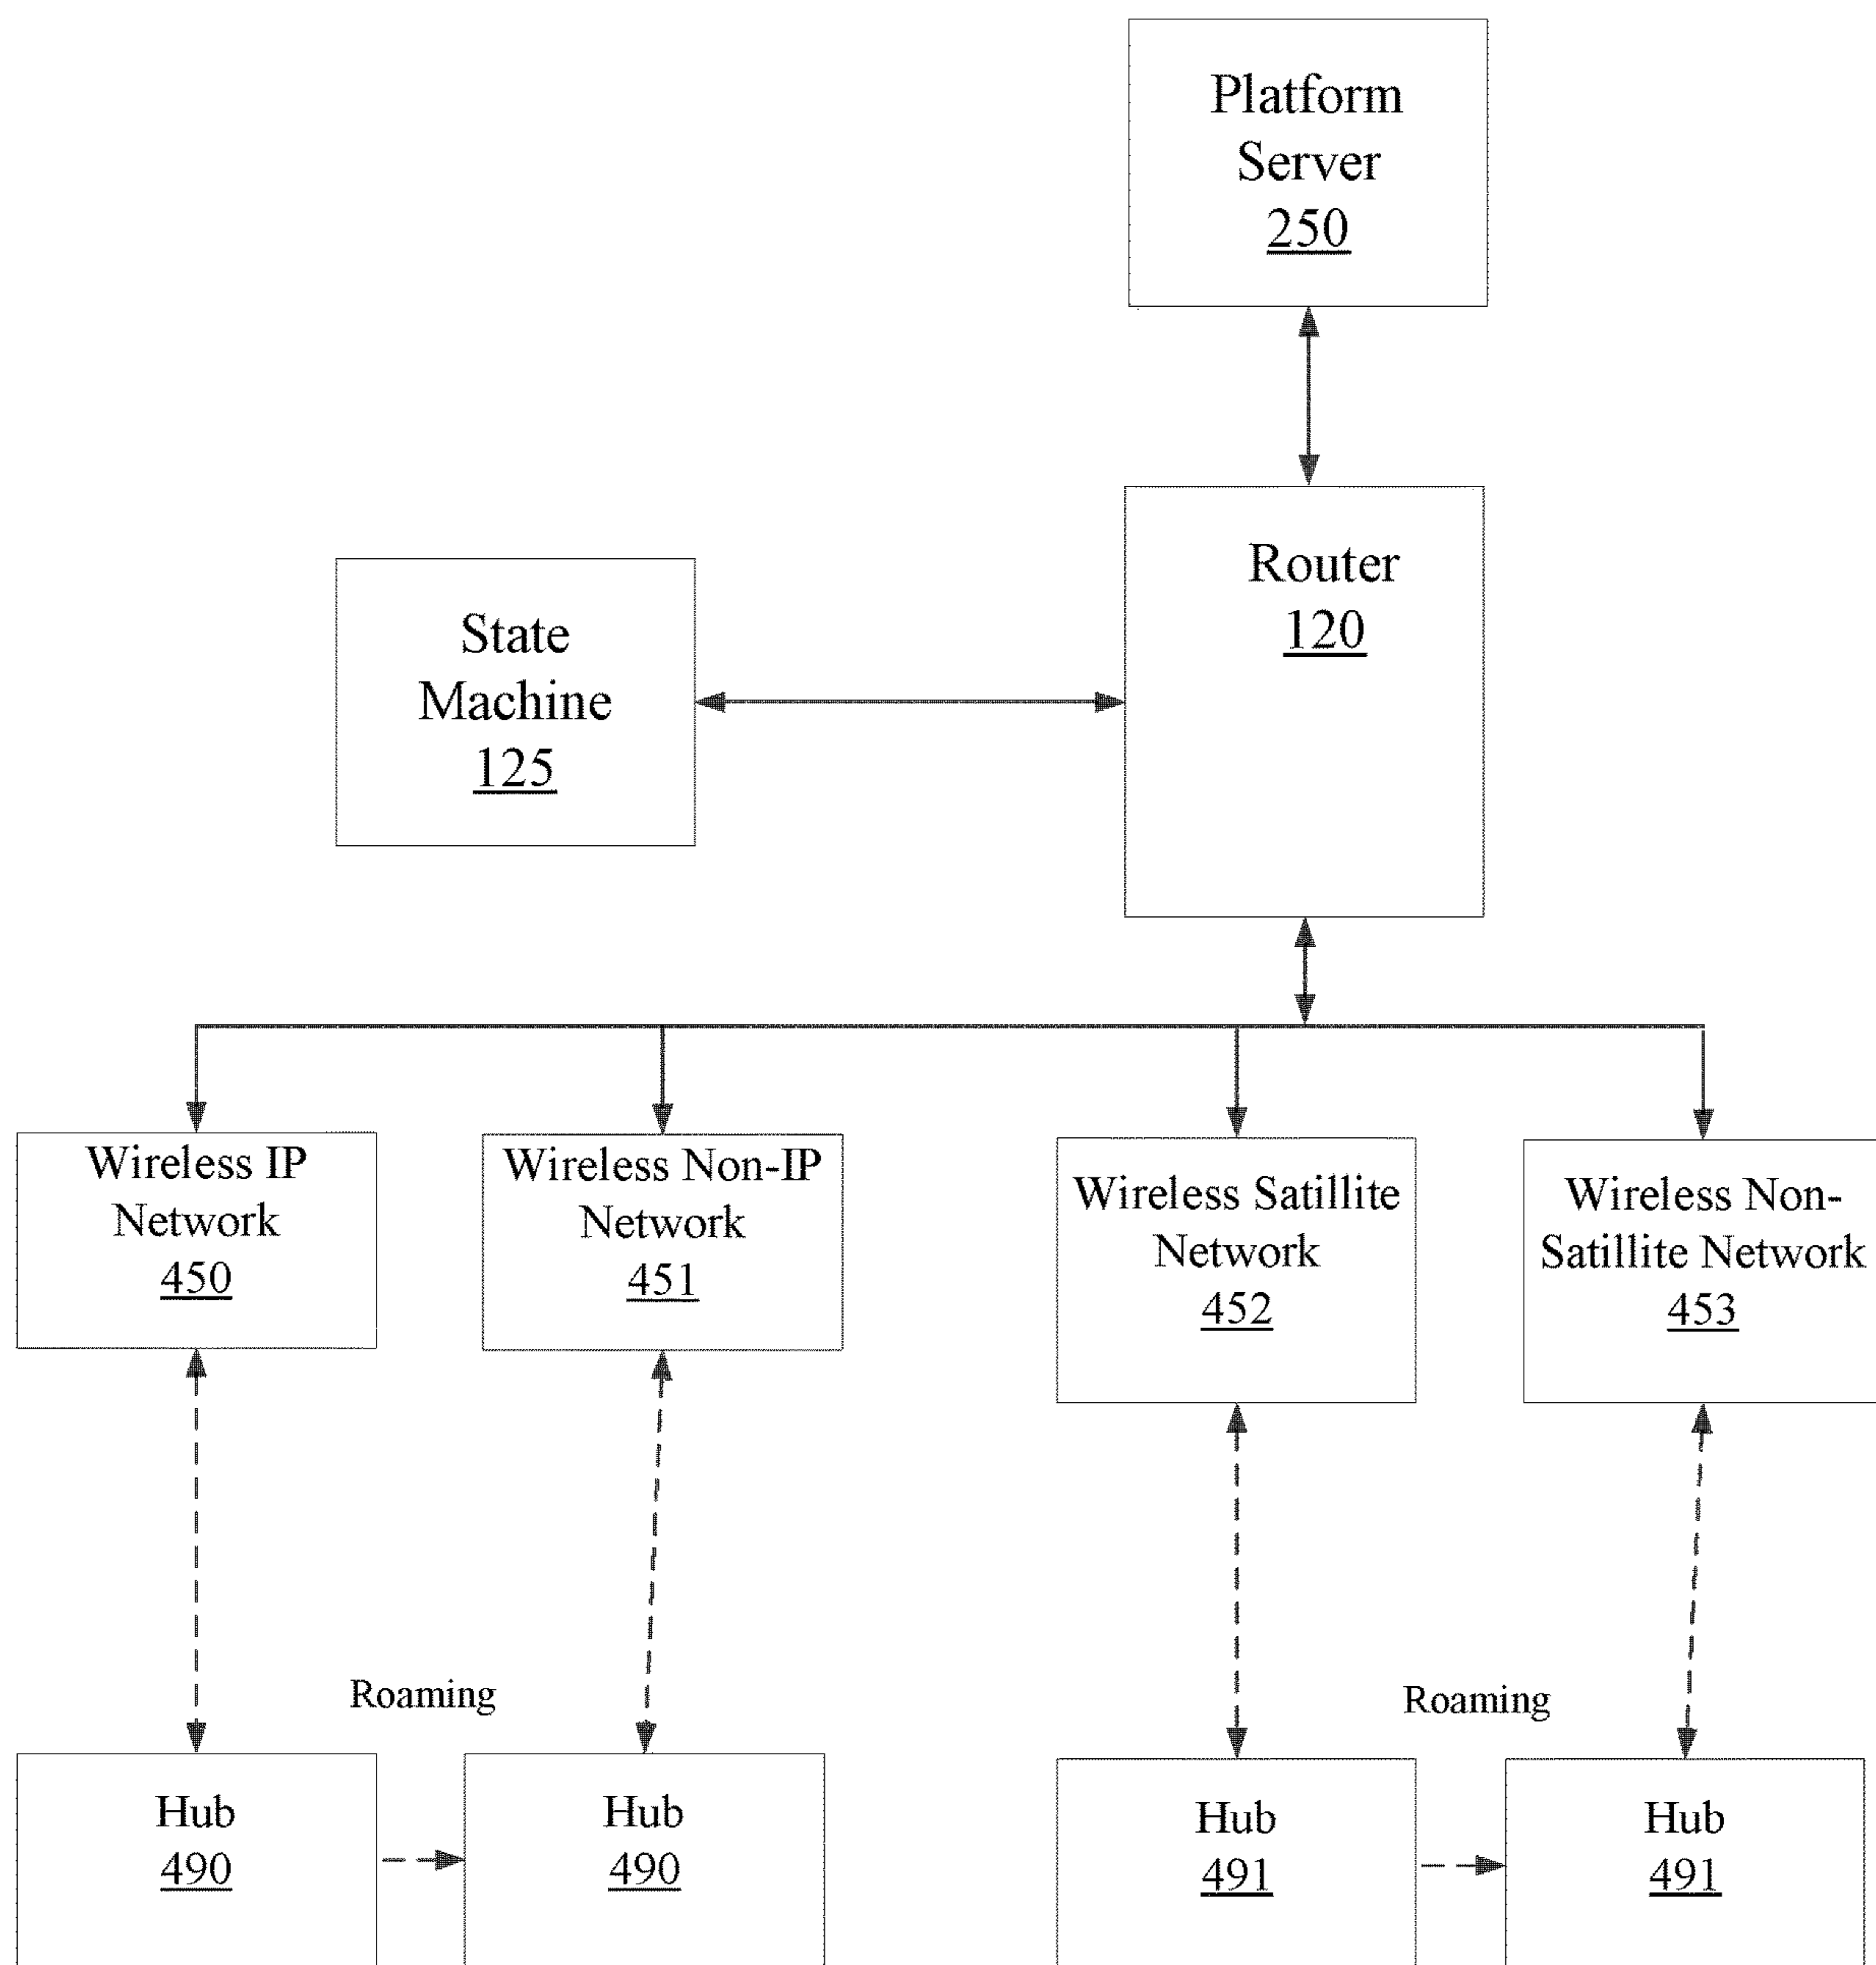 Platform
Server
250
Router
120
State
Machine
125
Wireless IP
Network
450
Wireless Non-IP
Network
451
Wireless Satillite
Network
452
Wireless Non-
Satillite Network
453
Roaming
Roaming
Hub
490
Hub
490
Hub
491
Hub
491